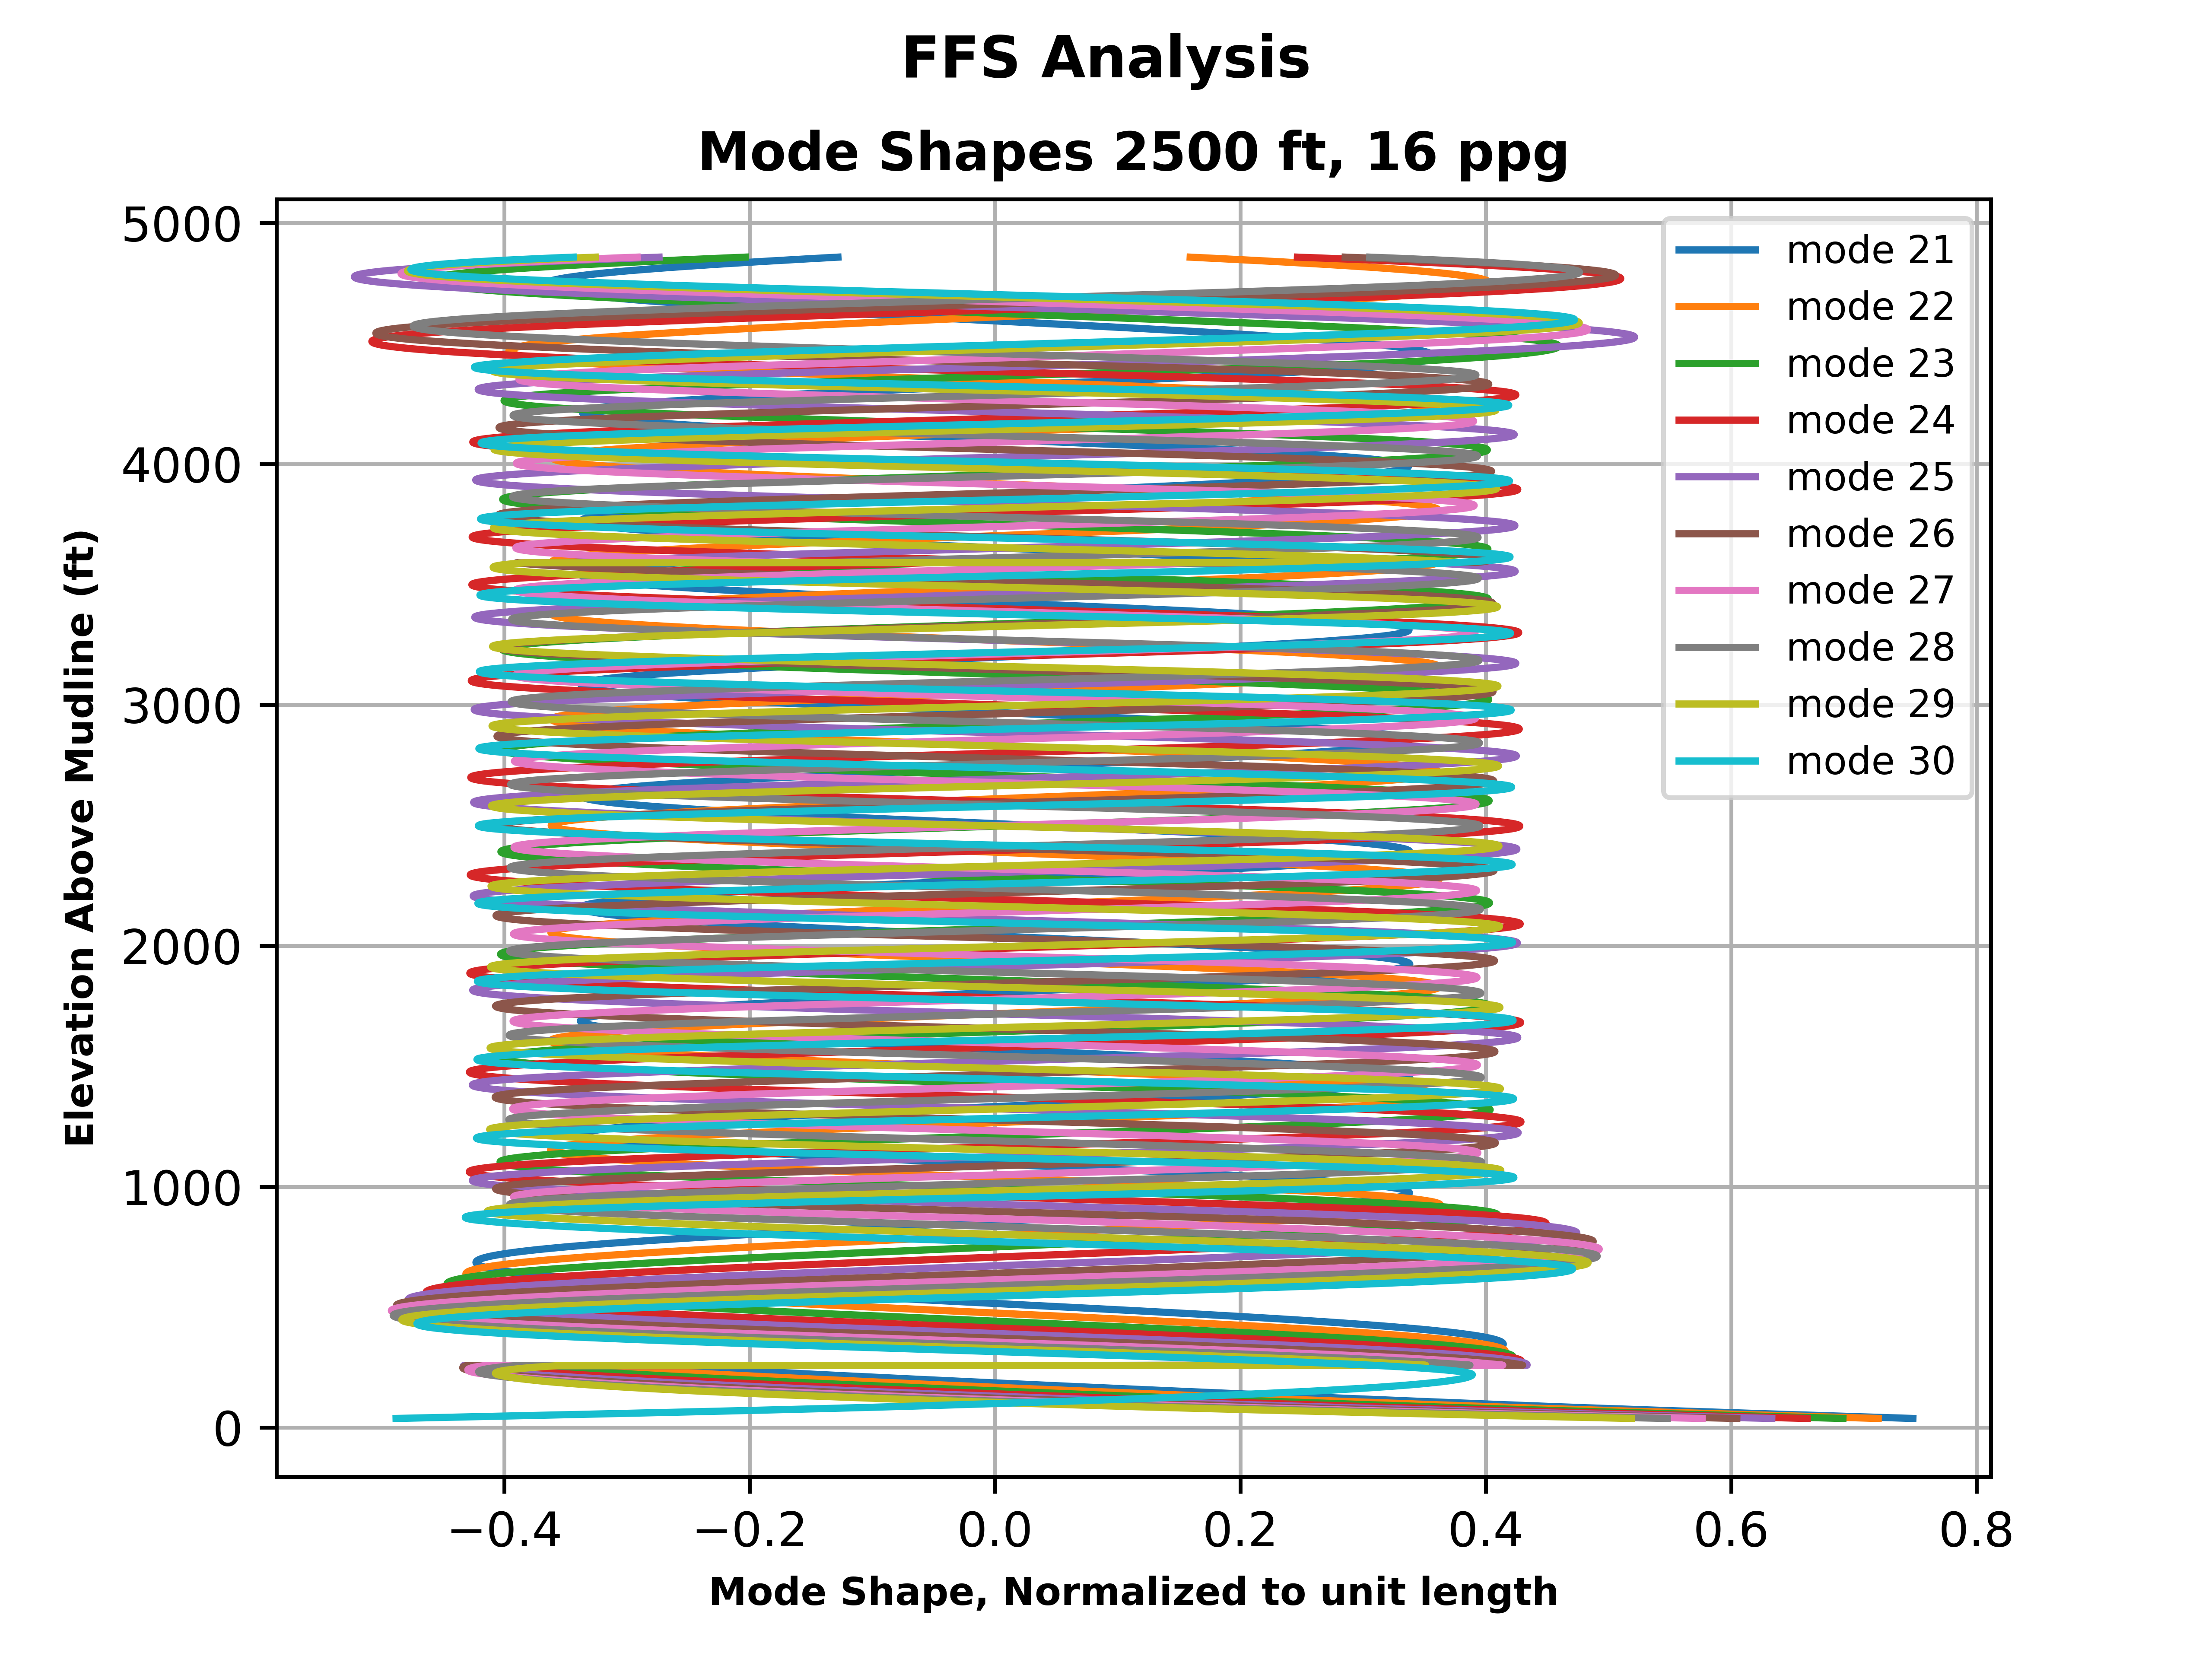 FFS Analysis
Mode Shapes 2500 ft, 16 ppg
5000
4000
3000
2000
1000
0
Elevation Above Mudline (ft)
mode 21
mode 22
mode 23
mode 24
mode 25
mode 26
mode 27
mode 28
mode 29
mode 30
−0.4 −0.2 0.0 0.2 0.4 0.6 0.8
Mode Shape, Normalized to unit length